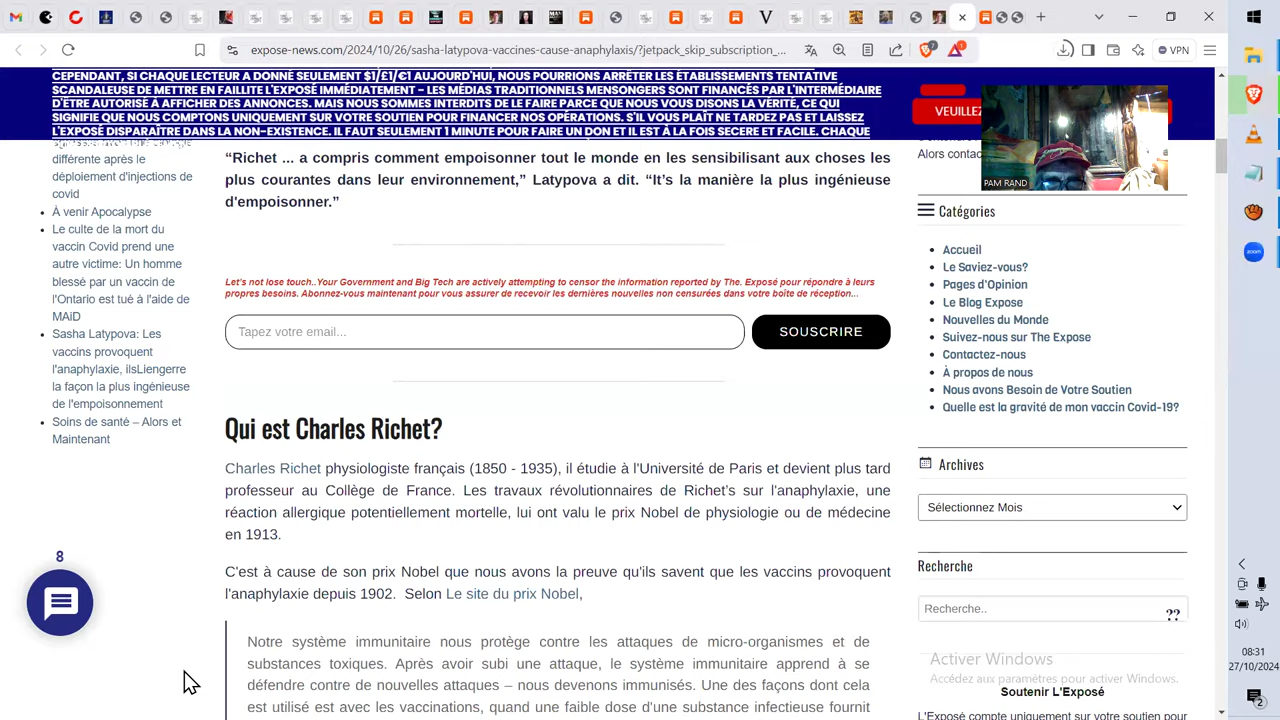 expose-news.com/2024/10/26/sasha-latypova-vaccines-cause-anaphylaxis/?jetpack_skip_subscription_...
VPN
CEPENDANT, SI CHAQUE LECTEUR A DONNÉ SEULEMENT $1/£1/€1 AUJOURD'HUI, NOUS POURRIONS ARRÊTER LES ÉTABLISSEMENTS TENTATIVE
SCANDALEUSE DE METTRE EN FAILLITE L'EXPOSÉ IMMÉDIATEMENT – LES MÉDIAS TRADITIONNELS MENSONGERS SONT FINANCÉS PAR L'INTERMÉDIAIRE
D'ÊTRE AUTORISÉ À AFFICHER DES ANNONCES. MAIS NOUS SOMMES INTERDITS DE LE FAIRE PARCE QUE NOUS VOUS DISONS LA VÉRITÉ, CE QUI
SIGNIFIE QUE NOUS COMPTONS UNIQUEMENT SUR VOTRE SOUTIEN POUR FINANCER NOS OPÉRATIONS. S'IL VOUS PLAÎT NE TARDEZ PAS ET LAISSEZ
L'EXPOSÉ DISPARAÎTRE DANS LA NON-EXISTENCE. IL FAUT SEULEMENT 1 MINUTE POUR FAIRE UN DON ET IL EST À LA FOIS SECERE ET FACILE. CHAQUE
VEUILLEZ
PAM RAND
différente après le
déploiement d'injections de
covid
À venir Apocalypse
Le culte de la mort du
vaccin Covid prend une
autre victime: Un homme
blessé par un vaccin de
l'Ontario est tué à l'aide de
MAiD
Sasha Latypova: Les
vaccins provoquent
l'anaphylaxie, ilsLiengerre
la façon la plus ingénieuse
de l'empoisonnement
Soins de santé – Alors et
Maintenant
8
“Richet ... a compris comment empoisonner tout le monde en les sensibilisant aux choses les
plus courantes dans leur environnement,” Latypova a dit. “It’s la manière la plus ingénieuse
d'empoisonner.”
Let’s not lose touch..Your Government and Big Tech are actively attempting to censor the information reported by The. Exposé pour répondre à leurs
propres besoins. Abonnez-vous maintenant pour vous assurer de recevoir les dernières nouvelles non censurées dans votre boîte de réception...
Tapez votre email...
SOUSCRIRE
Qui est Charles Richet?
Charles Richet physiologiste français (1850 - 1935), il étudie à l'Université de Paris et devient plus tard
professeur au Collège de France. Les travaux révolutionnaires de Richet’s sur l'anaphylaxie, une
réaction allergique potentiellement mortelle, lui ont valu le prix Nobel de physiologie ou de médecine
en 1913.
C'est à cause de son prix Nobel que nous avons la preuve qu'ils savent que les vaccins provoquent
l'anaphylaxie depuis 1902. Selon Le site du prix Nobel,
Notre système immunitaire nous protège contre les attaques de micro-organismes et de
substances toxiques. Après avoir subi une attaque, le système immunitaire apprend à se
défendre contre de nouvelles attaques – nous devenons immunisés. Une des façons dont cela
est utilisé est avec les vaccinations, quand une faible dose d'une substance infectieuse fournit
Alors contac
Catégories
Accueil
Le Saviez-vous?
Pages d'Opinion
Le Blog Expose
Nouvelles du Monde
Suivez-nous sur The Expose
Contactez-nous
À propos de nous
Nous avons Besoin de Votre Soutien
Quelle est la gravité de mon vaccin Covid-19?
Archives
Sélectionnez Mois
Recherche
Recherche..
??
Activer Windows
Accédez aux paramètres pour activer Windows.
Soutenir L'Exposé
L'Exposé compte uniquement sur votre soutien pour
zoom
08:31
27/10/2024
2